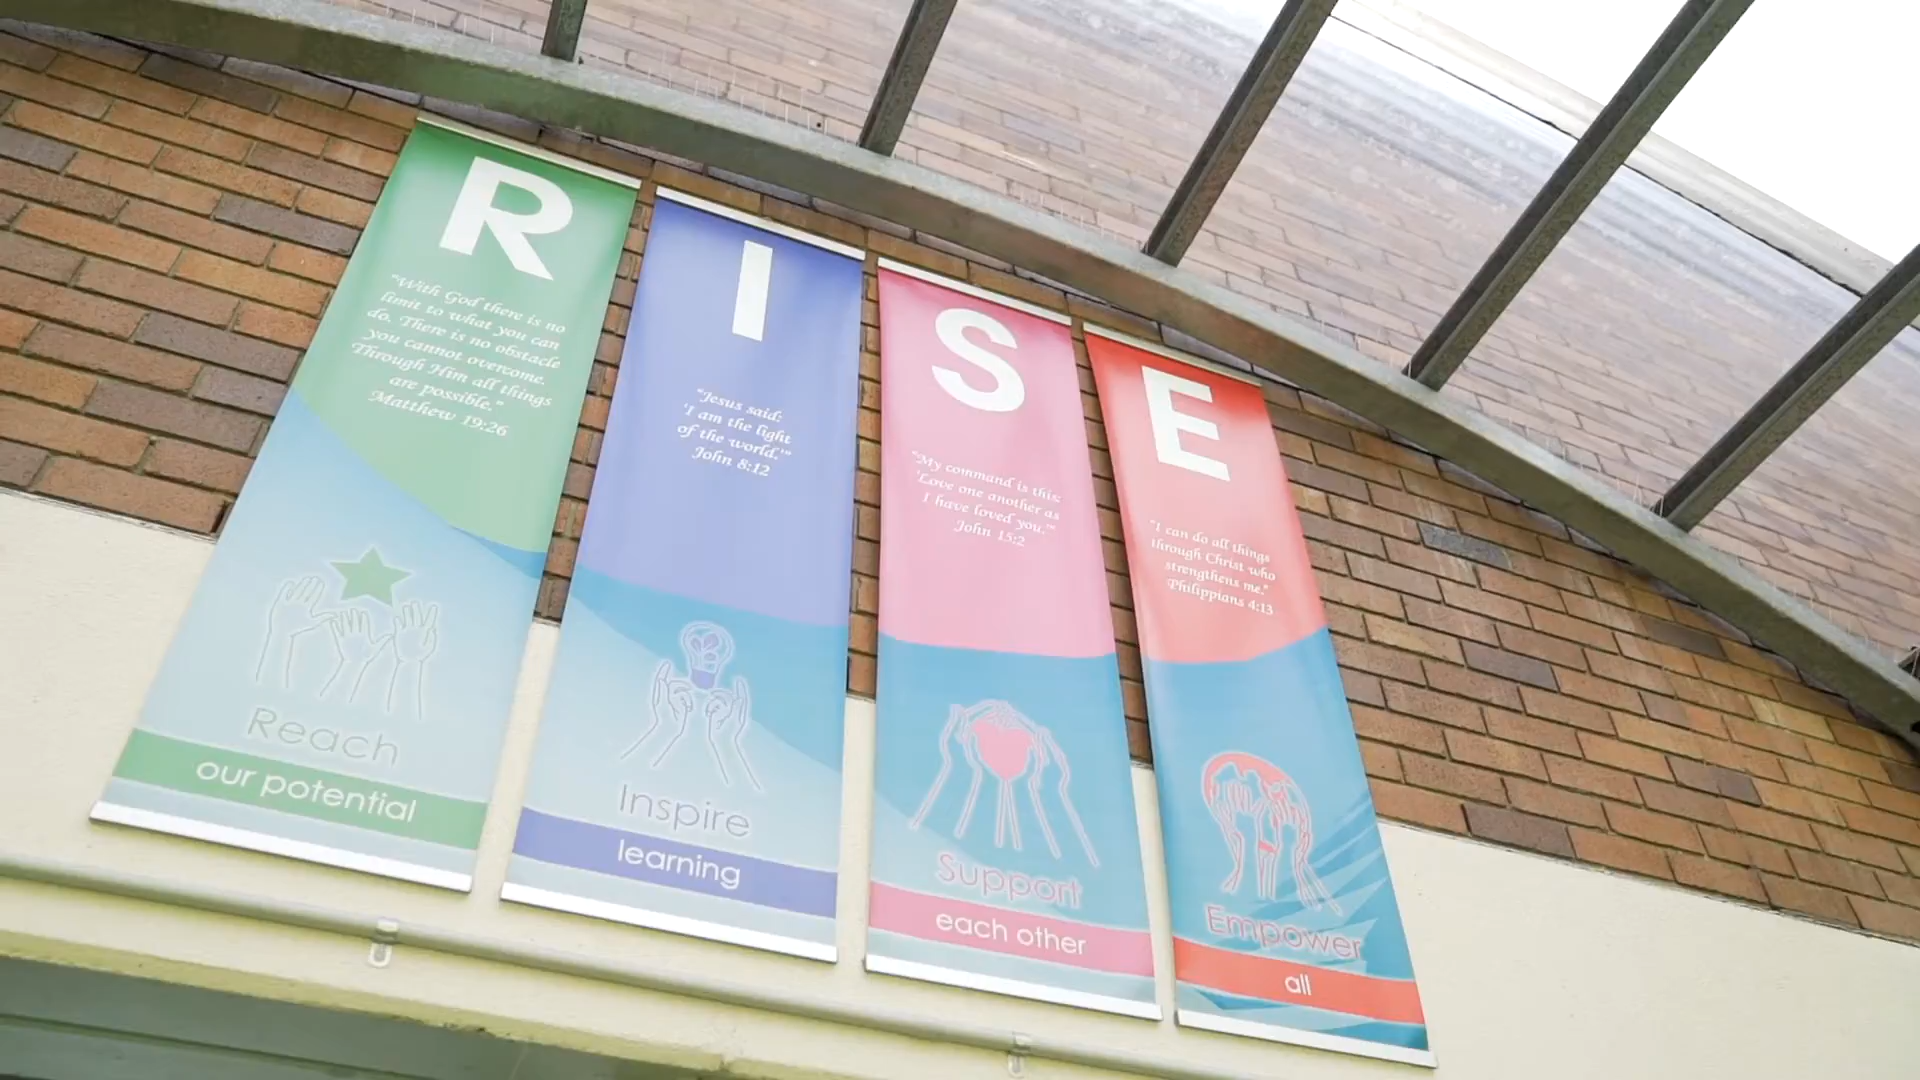 R
"With God there is no
limit to what you can
do. There is no obstacle
you cannot overcome.
Through Him all things
are possible."
Matthew 19:26
Reach
our potential
I
"Jesus said:
'I am the light
of the world.'"
John 8:12
Inspire
learning
S
"My command is this:
'Love one another as
I have loved you.'"
John 15:2
Support
each other
E
"I can do all things
through Christ who
strengthens me."
Philippians 4:13
Empower
all